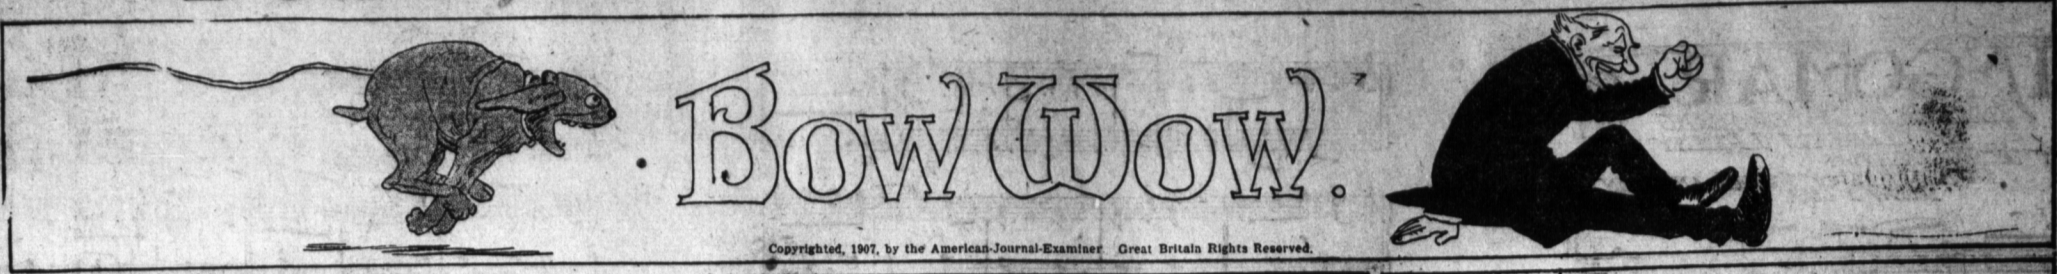 Bow Wow.
Copyrighted, 1907, by the American-Journal-Examiner Great Britain Rights Reserved.